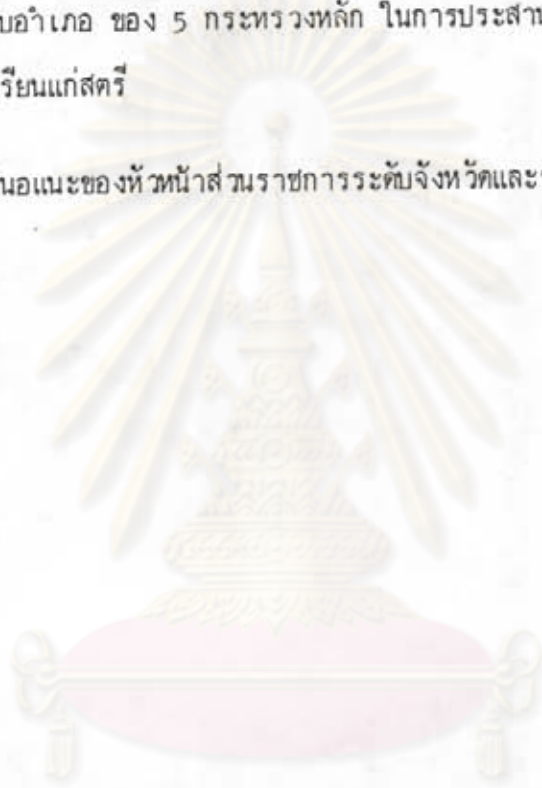 บอำเภอ ของ 5 กระทรวงหลัก ในการประสาน
รียนแก่สตรี
นอแนะของหัวหน้าส่วนราชการระดับจังหวัดและ